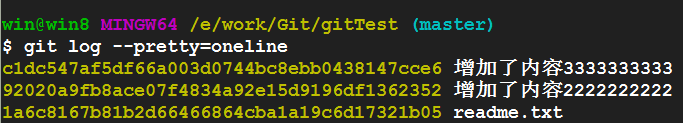 win@win8 MINGW64 /e/work/Git/gitTest (master)
$ git log --pretty=oneline
c1dc547af5df66a003d0744bc8ebb0438147cce6 增加了内容3333333333
92020a9fb8ace07f4834a92e15d9196df1362352 增加了内容2222222222
1a6c8167b81b2d66466864cba1a19c6d17321b05 readme.txt